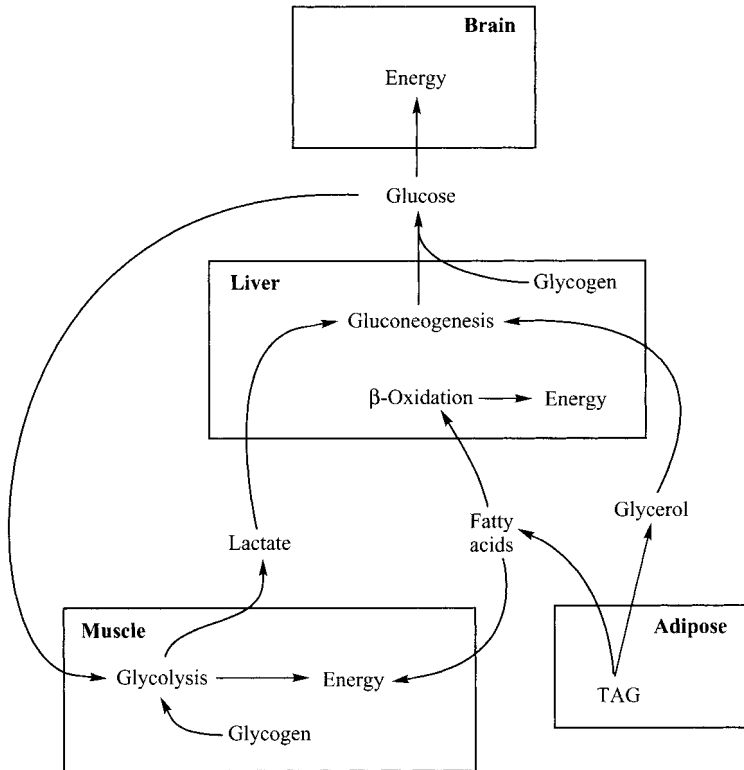 Brain
Energy
Glucose
Liver
Glycogen
Gluconeogenesis
β-Oxidation
Energy
Glycerol
Fatty
acids
Lactate
Muscle
Adipose
Glycolysis
Energy
TAG
Glycogen